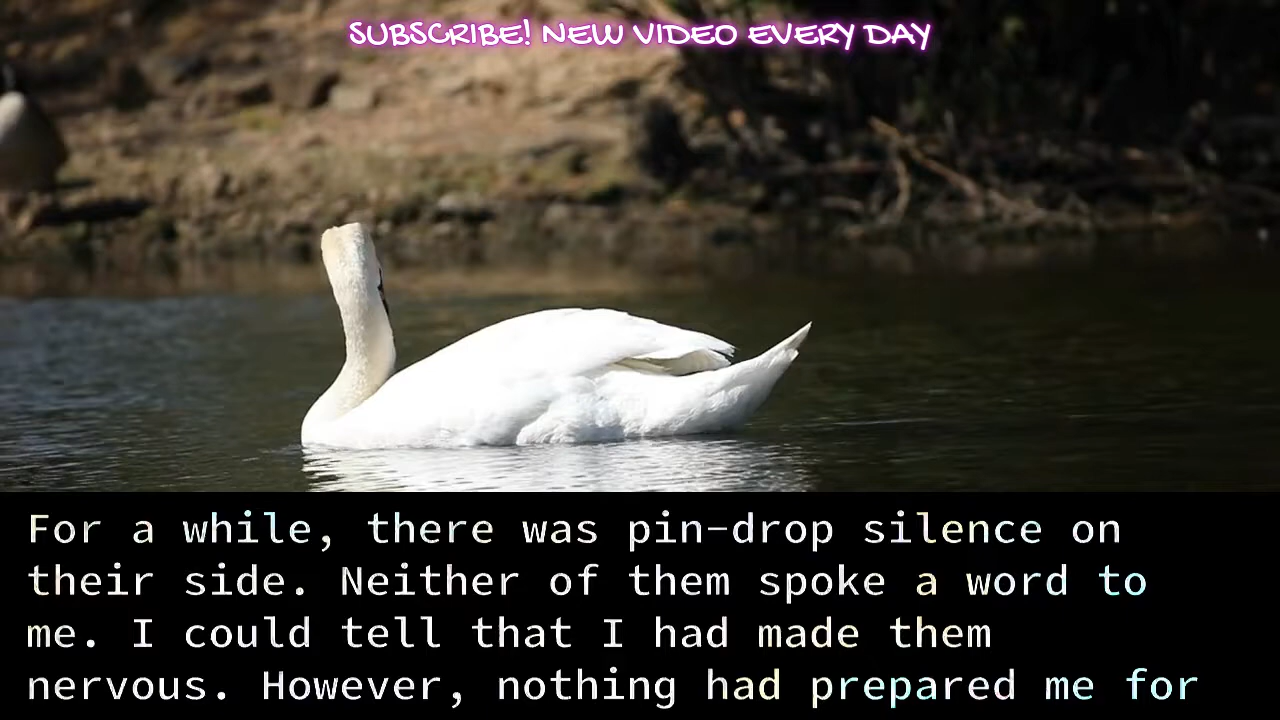 SUBSCRIBE! NEW VIDEO EVERY DAY
For a while, there was pin-drop silence on
their side. Neither of them spoke a word to
me. I could tell that I had made them
nervous. However, nothing had prepared me for